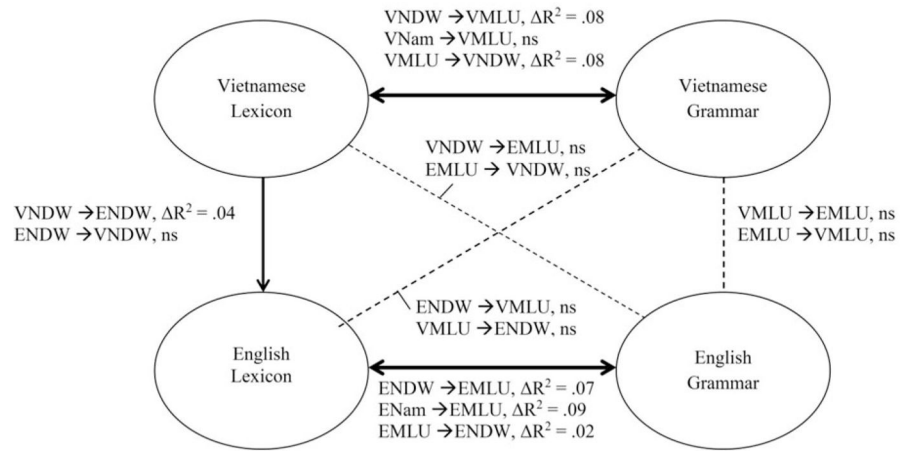 VNDW →VMLU, ΔR² = .08
VNam →VMLU, ns
VMLU →VNDW, ΔR² = .08
Vietnamese
Lexicon
Vietnamese
Grammar
VNDW →EMLU, ns
EMLU → VNDW, ns
VNDW →ENDW, ΔR² = .04
ENDW →VNDW, ns
VMLU →EMLU, ns
EMLU →VMLU, ns
ENDW →VMLU, ns
VMLU →ENDW, ns
English
Lexicon
English
Grammar
ENDW →EMLU, ΔR² = .07
ENam →EMLU, ΔR² = .09
EMLU →ENDW, ΔR² = .02